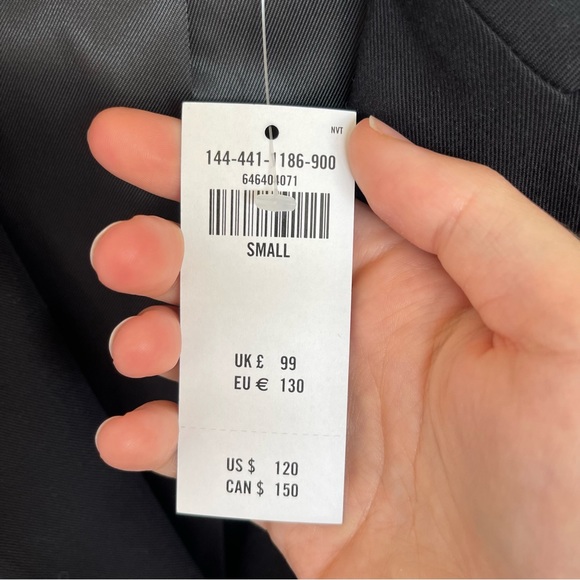 NVT
144-441-1186-900
646404071
SMALL
UK £ 99
EU € 130
US $ 120
CAN $ 150